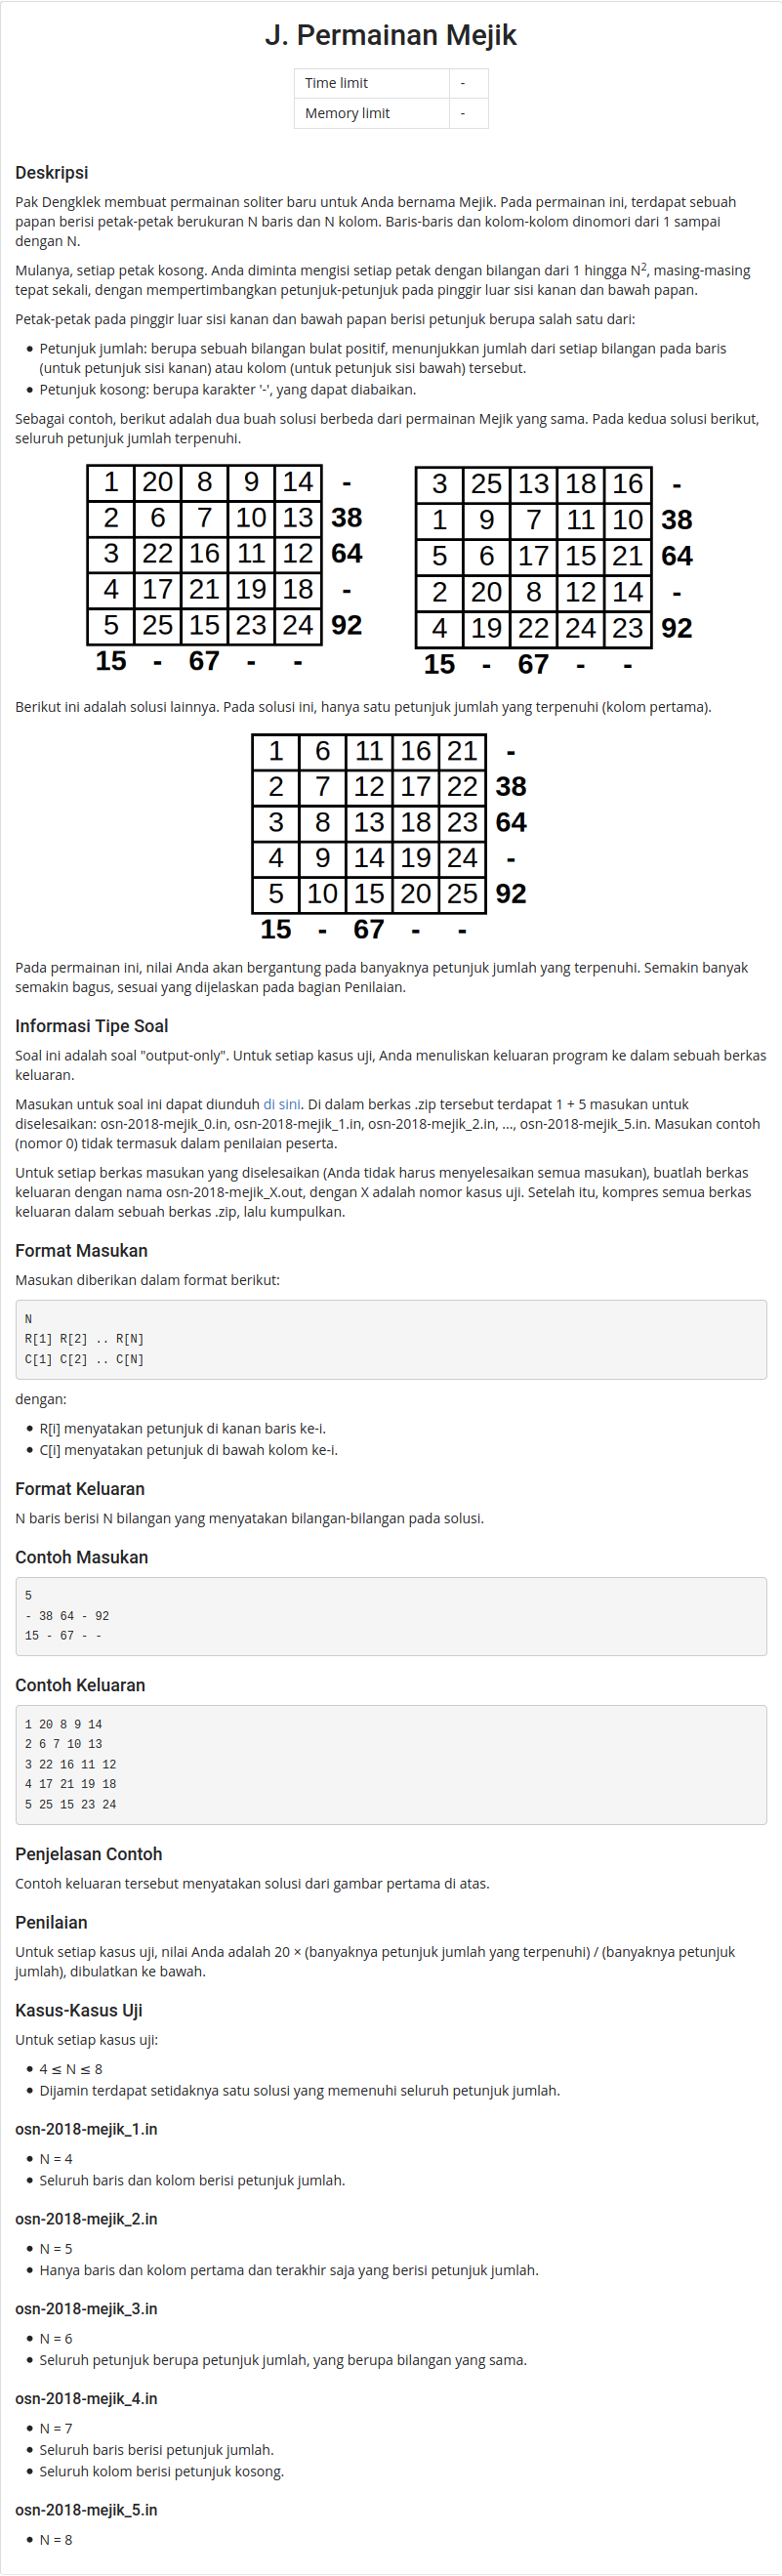 J. Permainan Mejik
Time limit -
Memory limit -
Deskripsi
Pak Dengklek membuat permainan soliter baru untuk Anda bernama Mejik. Pada permainan ini, terdapat sebuah
papan berisi petak-petak berukuran N baris dan N kolom. Baris-baris dan kolom-kolom dinomori dari 1 sampai
dengan N.
Mulanya, setiap petak kosong. Anda diminta mengisi setiap petak dengan bilangan dari 1 hingga N², masing-masing
tepat sekali, dengan mempertimbangkan petunjuk-petunjuk pada pinggir luar sisi kanan dan bawah papan.
Petak-petak pada pinggir luar sisi kanan dan bawah papan berisi petunjuk berupa salah satu dari:
• Petunjuk jumlah: berupa sebuah bilangan bulat positif, menunjukkan jumlah dari setiap bilangan pada baris
(untuk petunjuk sisi kanan) atau kolom (untuk petunjuk sisi bawah) tersebut.
• Petunjuk kosong: berupa karakter '-', yang dapat diabaikan.
Sebagai contoh, berikut adalah dua buah solusi berbeda dari permainan Mejik yang sama. Pada kedua solusi berikut,
seluruh petunjuk jumlah terpenuhi.
1 20 8 9 14 -
2 6 7 10 13 38
3 22 16 11 12 64
4 17 21 19 18 -
5 25 15 23 24 92
15 - 67 - -
3 25 13 18 16 -
1 9 7 11 10 38
5 6 17 15 21 64
2 20 8 12 14 -
4 19 22 24 23 92
15 - 67 - -
Berikut ini adalah solusi lainnya. Pada solusi ini, hanya satu petunjuk jumlah yang terpenuhi (kolom pertama).
1 6 11 16 21 -
2 7 12 17 22 38
3 8 13 18 23 64
4 9 14 19 24 -
5 10 15 20 25 92
15 - 67 - -
Pada permainan ini, nilai Anda akan bergantung pada banyaknya petunjuk jumlah yang terpenuhi. Semakin banyak
semakin bagus, sesuai yang dijelaskan pada bagian Penilaian.
Informasi Tipe Soal
Soal ini adalah soal "output-only". Untuk setiap kasus uji, Anda menuliskan keluaran program ke dalam sebuah berkas
keluaran.
Masukan untuk soal ini dapat diunduh di sini. Di dalam berkas .zip tersebut terdapat 1 + 5 masukan untuk
diselesaikan: osn-2018-mejik_0.in, osn-2018-mejik_1.in, osn-2018-mejik_2.in, ..., osn-2018-mejik_5.in. Masukan contoh
(nomor 0) tidak termasuk dalam penilaian peserta.
Untuk setiap berkas masukan yang diselesaikan (Anda tidak harus menyelesaikan semua masukan), buatlah berkas
keluaran dengan nama osn-2018-mejik_X.out, dengan X adalah nomor kasus uji. Setelah itu, kompres semua berkas
keluaran dalam sebuah berkas .zip, lalu kumpulkan.
Format Masukan
Masukan diberikan dalam format berikut:
N
R[1] R[2] .. R[N]
C[1] C[2] .. C[N]
dengan:
• R[i] menyatakan petunjuk di kanan baris ke-i.
• C[i] menyatakan petunjuk di bawah kolom ke-i.
Format Keluaran
N baris berisi N bilangan yang menyatakan bilangan-bilangan pada solusi.
Contoh Masukan
5
- 38 64 - 92
15 - 67 - -
Contoh Keluaran
1 20 8 9 14
2 6 7 10 13
3 22 16 11 12
4 17 21 19 18
5 25 15 23 24
Penjelasan Contoh
Contoh keluaran tersebut menyatakan solusi dari gambar pertama di atas.
Penilaian
Untuk setiap kasus uji, nilai Anda adalah 20 × (banyaknya petunjuk jumlah yang terpenuhi) / (banyaknya petunjuk
jumlah), dibulatkan ke bawah.
Kasus-Kasus Uji
Untuk setiap kasus uji:
• 4 ≤ N ≤ 8
• Dijamin terdapat setidaknya satu solusi yang memenuhi seluruh petunjuk jumlah.
osn-2018-mejik_1.in
• N = 4
• Seluruh baris dan kolom berisi petunjuk jumlah.
osn-2018-mejik_2.in
• N = 5
• Hanya baris dan kolom pertama dan terakhir saja yang berisi petunjuk jumlah.
osn-2018-mejik_3.in
• N = 6
• Seluruh petunjuk berupa petunjuk jumlah, yang berupa bilangan yang sama.
osn-2018-mejik_4.in
• N = 7
• Seluruh baris berisi petunjuk jumlah.
• Seluruh kolom berisi petunjuk kosong.
osn-2018-mejik_5.in
• N = 8